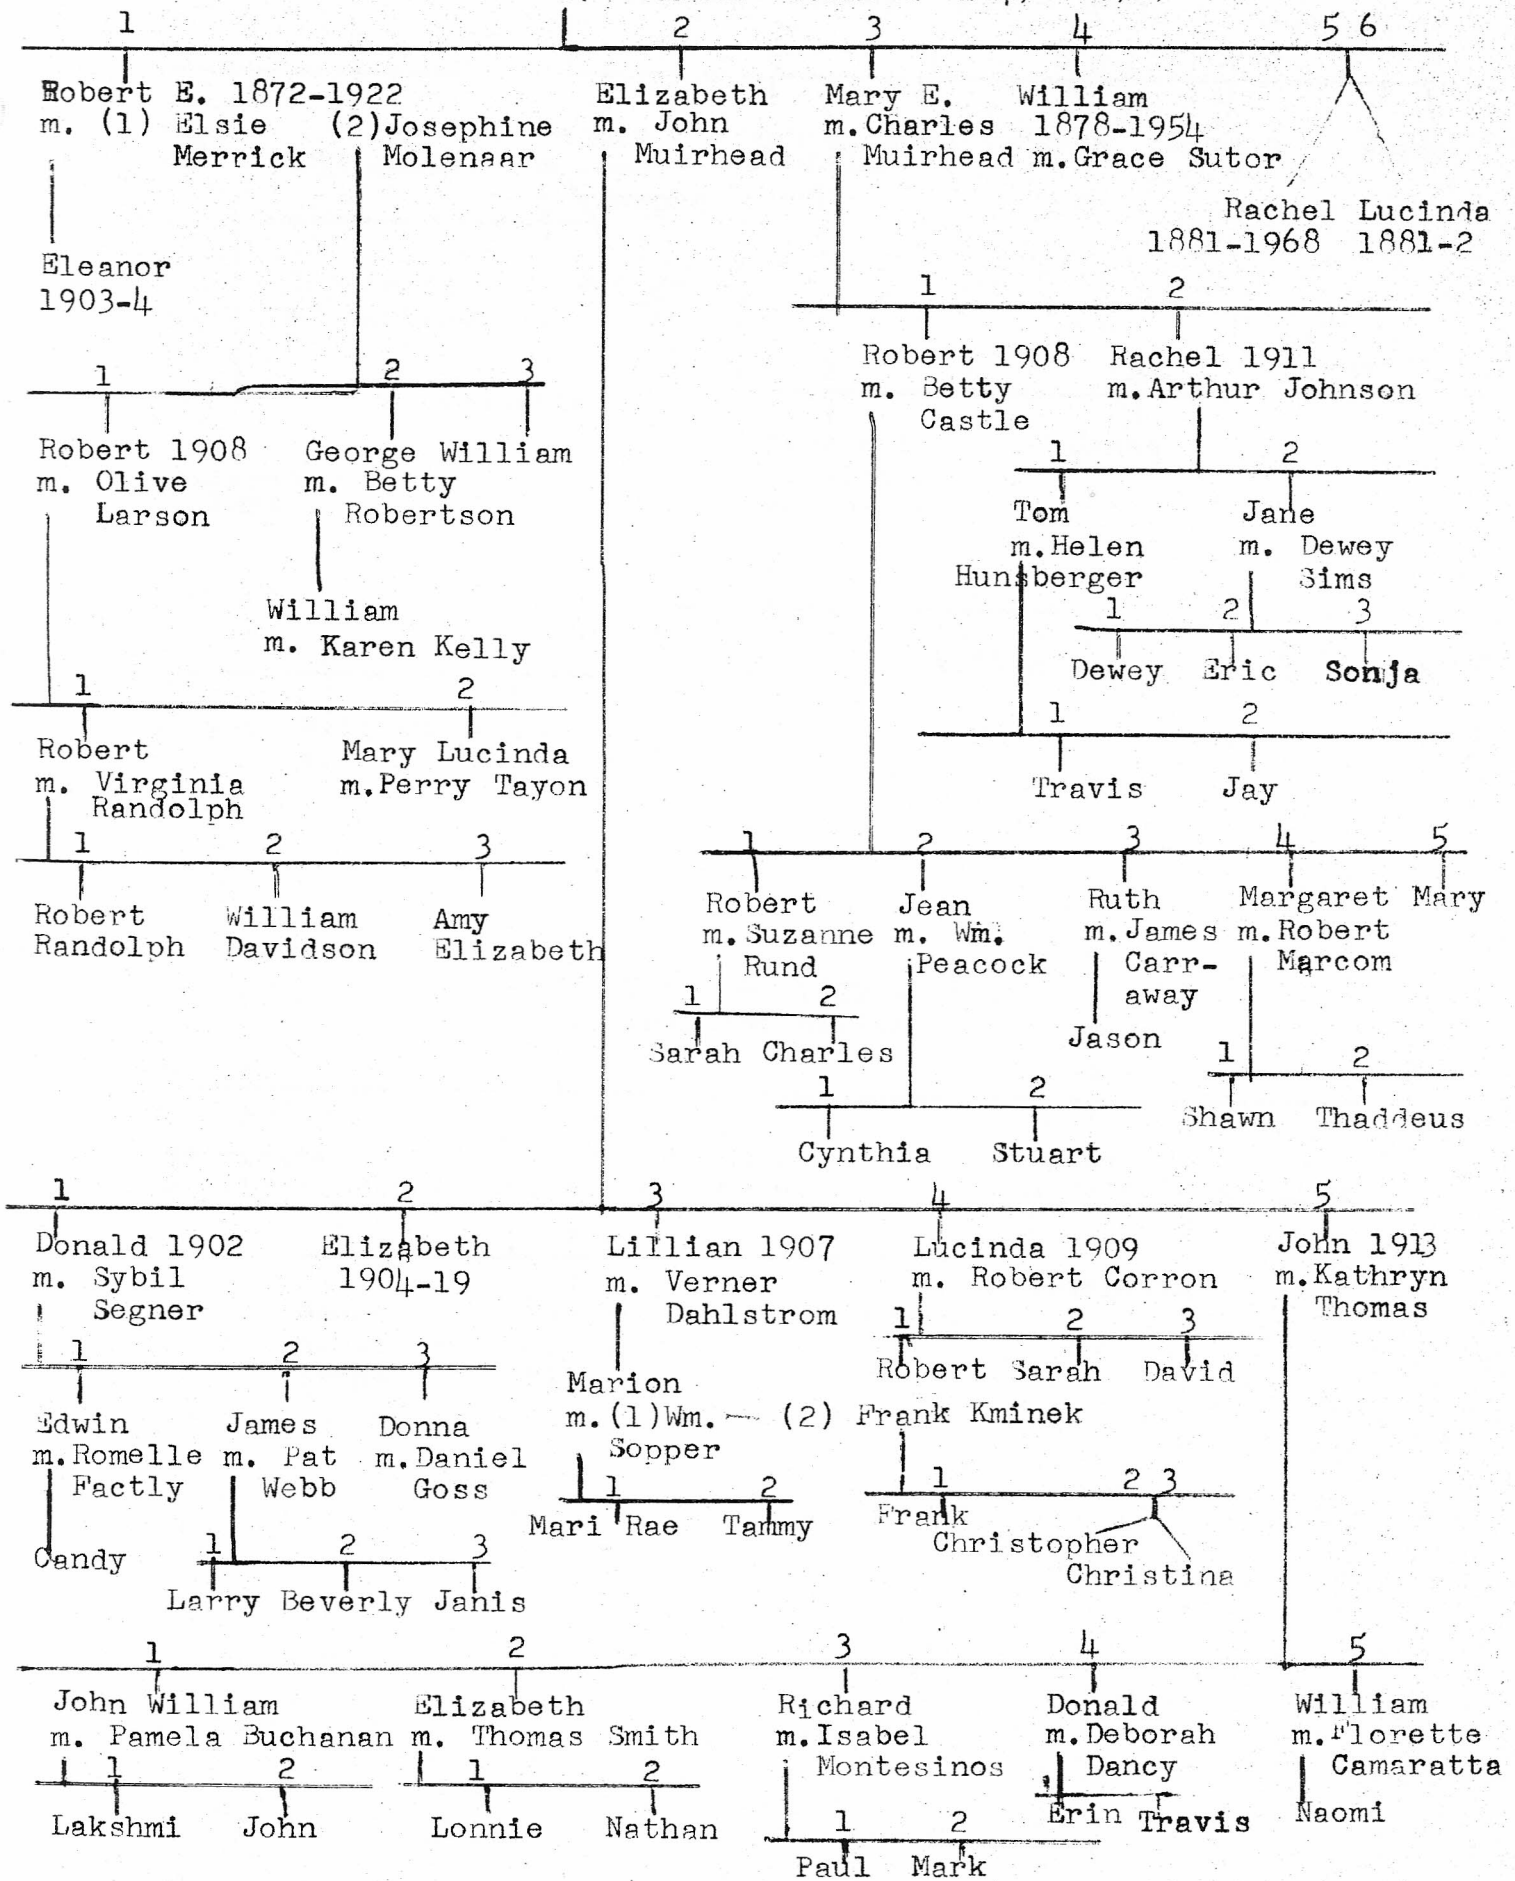 1 2 3 4 5 6
Robert E. 1872-1922 Elizabeth Mary E. William
m. (1) Elsie (2)Josephine m. John m.Charles 1878-1954
Merrick Molenaar Muirhead Muirhead m.Grace Sutor
Rachel Lucinda
1881-1968 1881-2
Eleanor
1903-4
1 2
Robert 1908 Rachel 1911
m. Betty m.Arthur Johnson
Castle
1 2 3
Robert 1908 George William
m. Olive m. Betty
Larson Robertson
1 2
Tom Jane
m.Helen m. Dewey
Hunsberger Sims
William
m. Karen Kelly
1 2 3
Dewey Eric Sonja
1 2
Robert Mary Lucinda
m. Virginia m.Perry Tayon
Randolph
1 2
Travis Jay
1 2 3
Robert William Amy
Randolph Davidson Elizabeth
1 2 3 4 5
Robert Jean Ruth Margaret Mary
m.Suzanne m. Wm. m.James m.Robert
Rund Peacock Carr- Marcom
away
1 2
Sarah Charles
Jason
1 2
Shawn Thaddeus
1 2
Cynthia Stuart
1 2 3 4 5
Donald 1902 Elizabeth Lillian 1907 Lucinda 1909 John 1913
m. Sybil 1904-19 m. Verner m. Robert Corron m.Kathryn
Segner Dahlstrom Thomas
1 2 3
Robert Sarah David
1 2 3
Edwin James Donna
m.Romelle m. Pat m.Daniel
Factly Webb Goss
Marion
m.(1)Wm. — (2) Frank Kminek
Sopper
1 2
Mari Rae Tammy
1 2 3
Frank
Christopher
Christina
Candy
1 2 3
Larry Beverly Janis
1 2 3 4 5
John William Elizabeth Richard Donald William
m. Pamela Buchanan m. Thomas Smith m.Isabel m.Deborah m.Florette
Montesinos Dancy Camaratta
1 2 1 2
Lakshmi John Lonnie Nathan
Erin Travis Naomi
1 2
Paul Mark